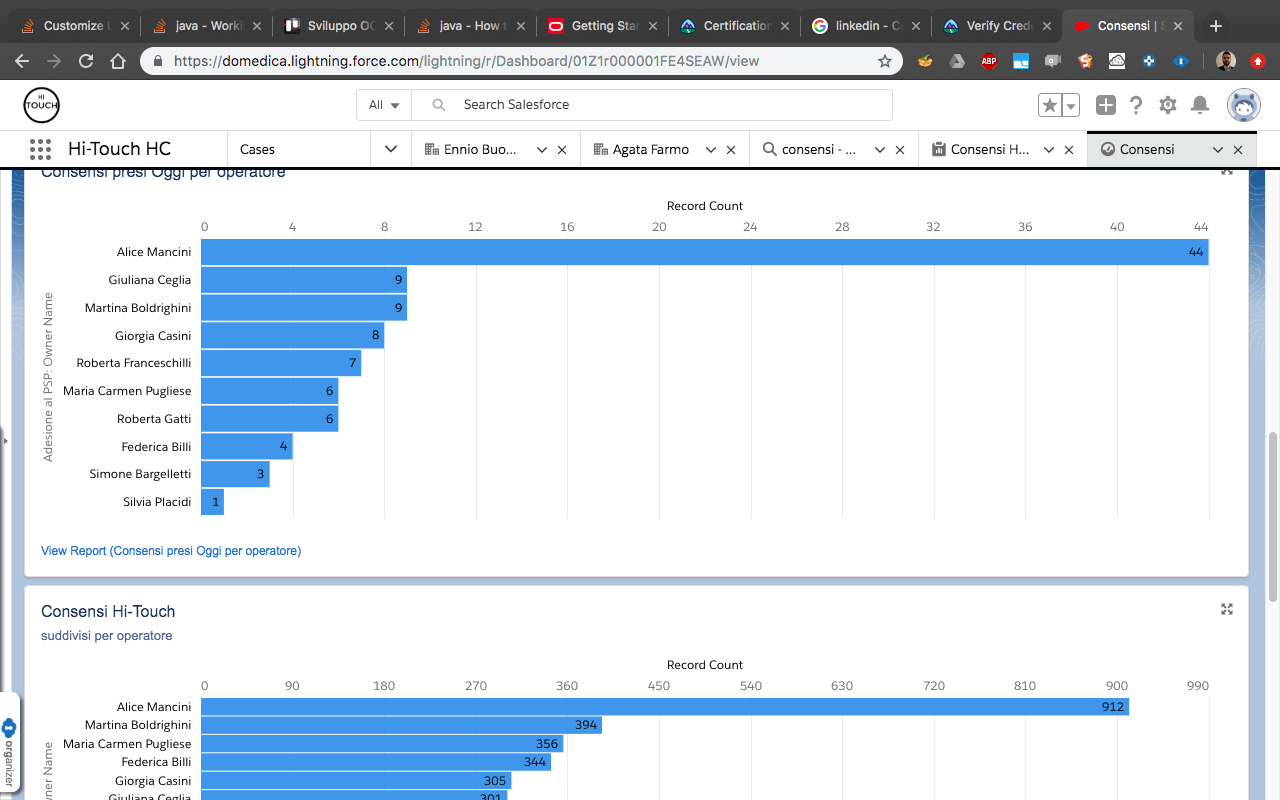 Customize
java - Worki
Sviluppo OC
java - How t
Getting Star
Certification
linkedin - C
Verify Crede
Consensi | S
https://domedica.lightning.force.com/lightning/r/Dashboard/01Z1r000001FE4SEAW/view
ABP
HI
TOUCH
All
Search Salesforce
Hi-Touch HC
Cases
Ennio Buo...
Agata Farmo
consensi - ...
Consensi H...
Consensi
Consensi presi Oggi per operatore
Record Count
0 4 8 12 16 20 24 28 32 36 40 44
Adesione al PSP: Owner Name
Alice Mancini 44
Giuliana Ceglia 9
Martina Boldrighini 9
Giorgia Casini 8
Roberta Franceschilli 7
Maria Carmen Pugliese 6
Roberta Gatti 6
Federica Billi 4
Simone Bargelletti 3
Silvia Placidi 1
View Report (Consensi presi Oggi per operatore)
Consensi Hi-Touch
suddivisi per operatore
Record Count
0 90 180 270 360 450 540 630 720 810 900 990
wner Name
Alice Mancini 912
Martina Boldrighini 394
Maria Carmen Pugliese 356
Federica Billi 344
Giorgia Casini 305
Giuliana Ceglia 301
organizer